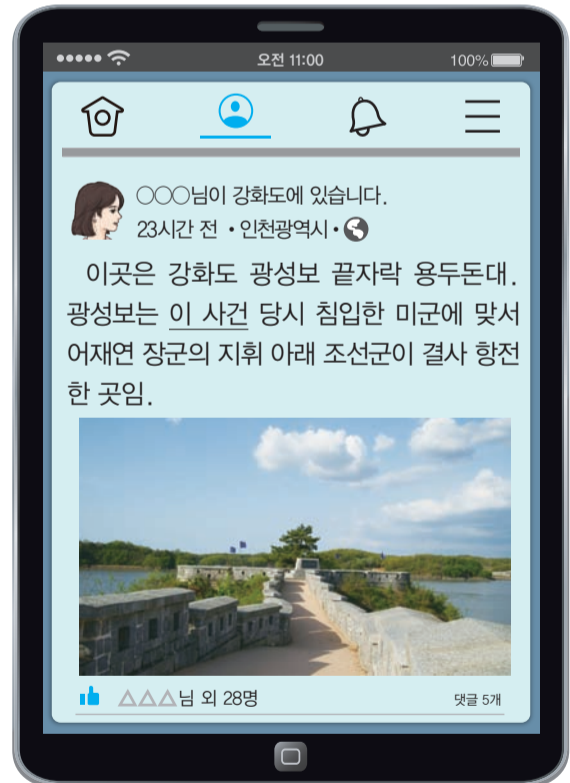 오전 11:00
100%
○○○님이 강화도에 있습니다.
23시간 전 • 인천광역시 •
이곳은 강화도 광성보 끝자락 용두돈대.
광성보는 이 사건 당시 침입한 미군에 맞서
어재연 장군의 지휘 아래 조선군이 결사 항전
한 곳임.
△△△님 외 28명
댓글 5개